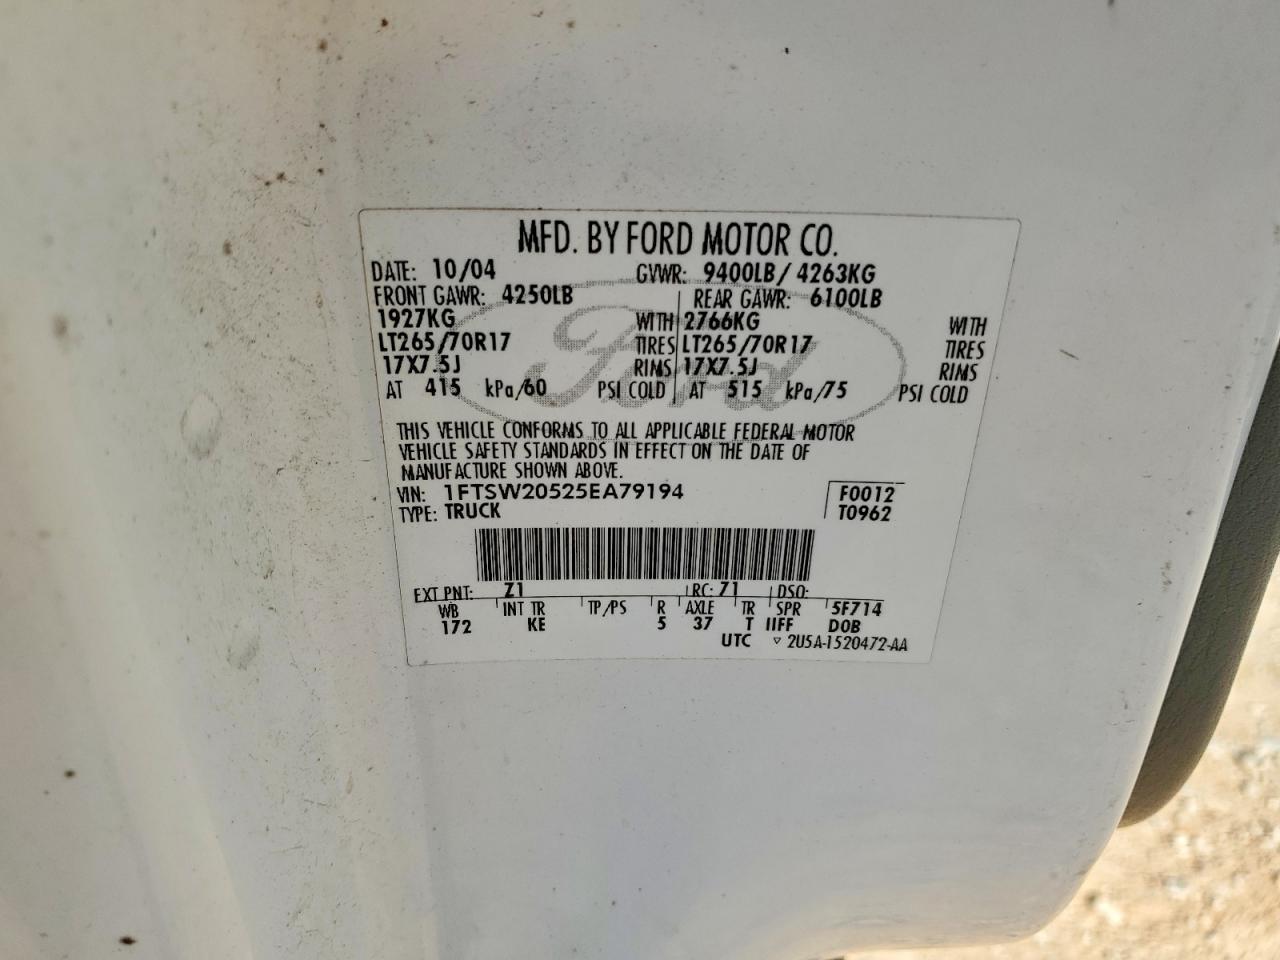 MFD. BY FORD MOTOR CO.
DATE: 10/04 GVWR: 9400LB/ 4263KG
FRONT GAWR: 4250LB REAR GAWR: 6100LB
1927KG WITH 2766KG WITH
LT265/70R17 TIRES LT265/70R17 TIRES
17X7.5J RIMS 17X7.5J RIMS
AT 415 kPa/60 PSI COLD AT 515 kPa/75 PSI COLD
Ford
THIS VEHICLE CONFORMS TO ALL APPLICABLE FEDERAL MOTOR
VEHICLE SAFETY STANDARDS IN EFFECT ON THE DATE OF
MANUFACTURE SHOWN ABOVE.
VIN: 1FTSW20525EA79194 F0012
TYPE: TRUCK T0962
EXT PNT: Z1 RC: 71 DSO:
WB INT TR TP/PS R AXLE TR SPR 5F714
172 KE 5 37 T IIFF D0B
UTC ▿ 2U5A-1520472-AA